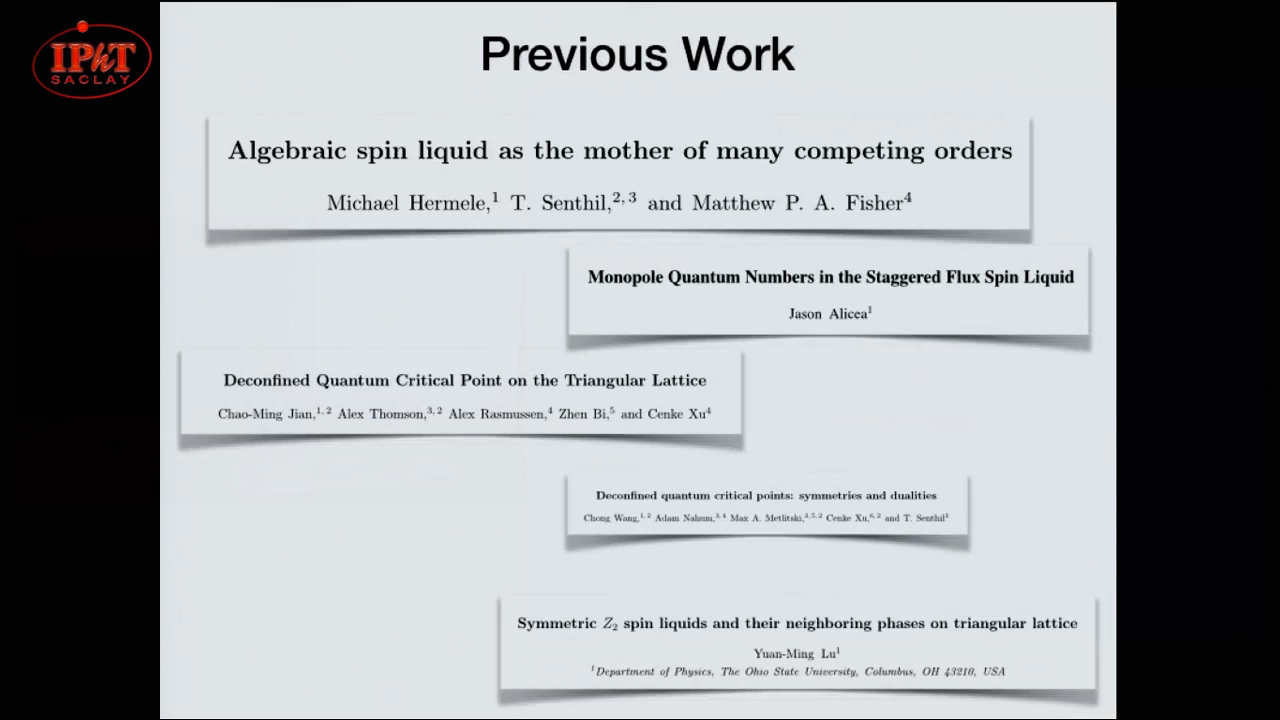 IPhT
SACLAY
Previous Work
Algebraic spin liquid as the mother of many competing orders
Michael Hermele,¹ T. Senthil,²,³ and Matthew P. A. Fisher⁴
Monopole Quantum Numbers in the Staggered Flux Spin Liquid
Jason Alicea¹
Deconfined Quantum Critical Point on the Triangular Lattice
Chao-Ming Jian,¹,² Alex Thomson,³,² Alex Rasmussen,⁴ Zhen Bi,⁵ and Cenke Xu⁴
Deconfined quantum critical points: symmetries and dualities
Chong Wang,¹,² Adam Nahum,³,⁴ Max A. Metlitski,³,⁵,² Cenke Xu,⁶,² and T. Senthil³
Symmetric Z₂ spin liquids and their neighboring phases on triangular lattice
Yuan-Ming Lu¹
¹Department of Physics, The Ohio State University, Columbus, OH 43210, USA